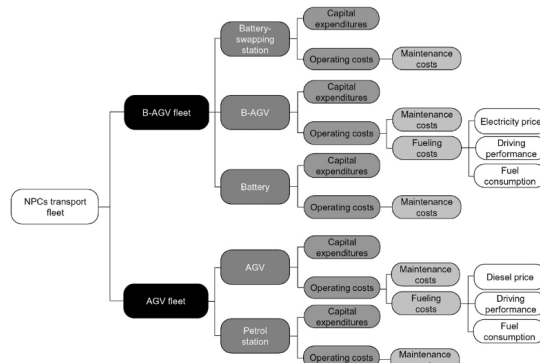 Battery-
swapping
station
Capital
expenditures
Operating costs
Maintenance
costs
B-AGV fleet
B-AGV
Capital
expenditures
Operating costs
Maintenance
costs
Fueling
costs
Electricity price
Driving
performance
Fuel
consumption
Battery
Capital
expenditures
Operating costs
Maintenance
costs
NPCs transport
fleet
AGV fleet
AGV
Capital
expenditures
Operating costs
Maintenance
costs
Fueling
costs
Diesel price
Driving
performance
Fuel
consumption
Petrol
station
Capital
expenditures
Operating costs
Maintenance
costs